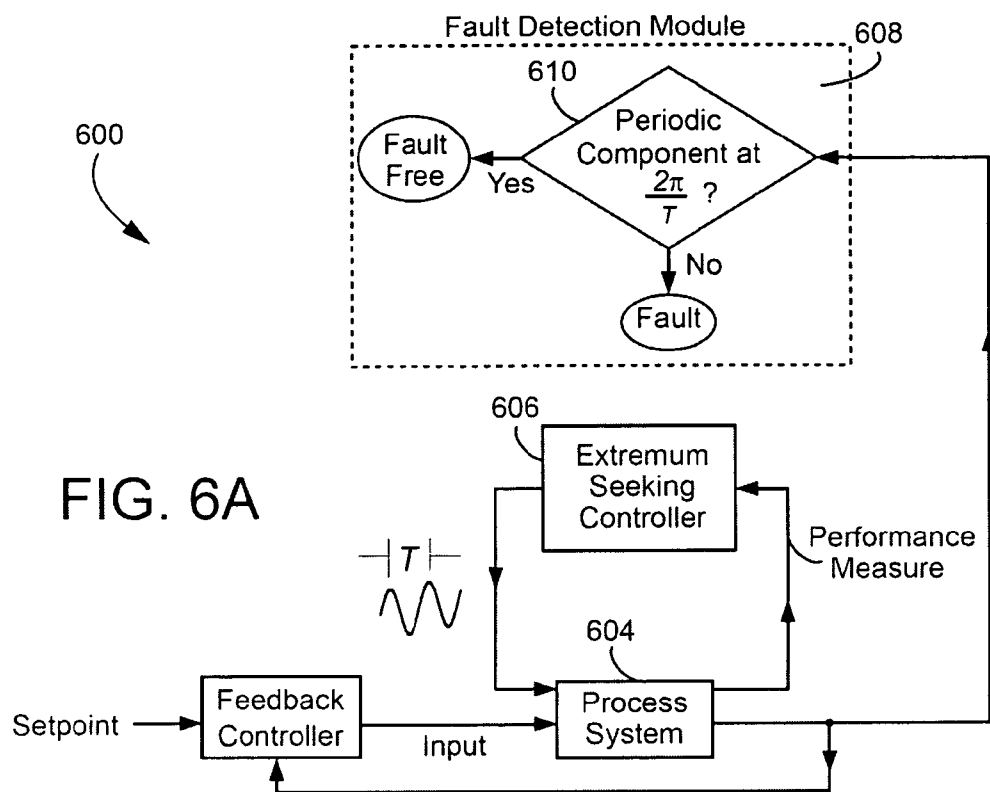 Fault Detection Module
608
610
600
Periodic
Component at
2π
T
?
Fault
Free
Yes
No
Fault
606
Extremum
Seeking
Controller
FIG. 6A
T
Performance
Measure
604
Setpoint
Feedback
Controller
Input
Process
System